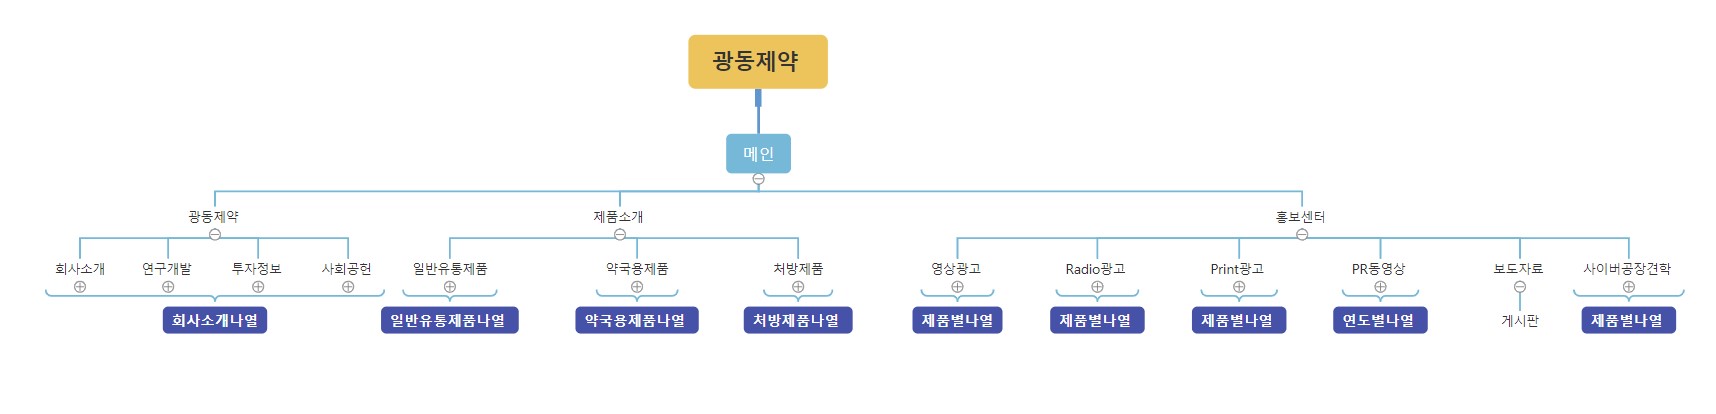 광동제약
메인
광동제약
제품소개
홍보센터
회사소개
연구개발
투자정보
사회공헌
일반유통제품
약국용제품
처방제품
영상광고
Radio광고
Print광고
PR동영상
보도자료
사이버공장견학
회사소개나열
일반유통제품나열
약국용제품나열
처방제품나열
제품별나열
제품별나열
제품별나열
연도별나열
게시판
제품별나열